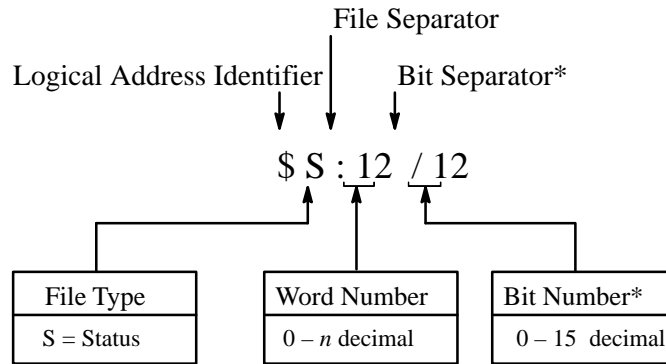 File Separator
Logical Address Identifier
Bit Separator*
$ S : 12 / 12
File Type
S = Status
Word Number
0 – n decimal
Bit Number*
0 – 15 decimal